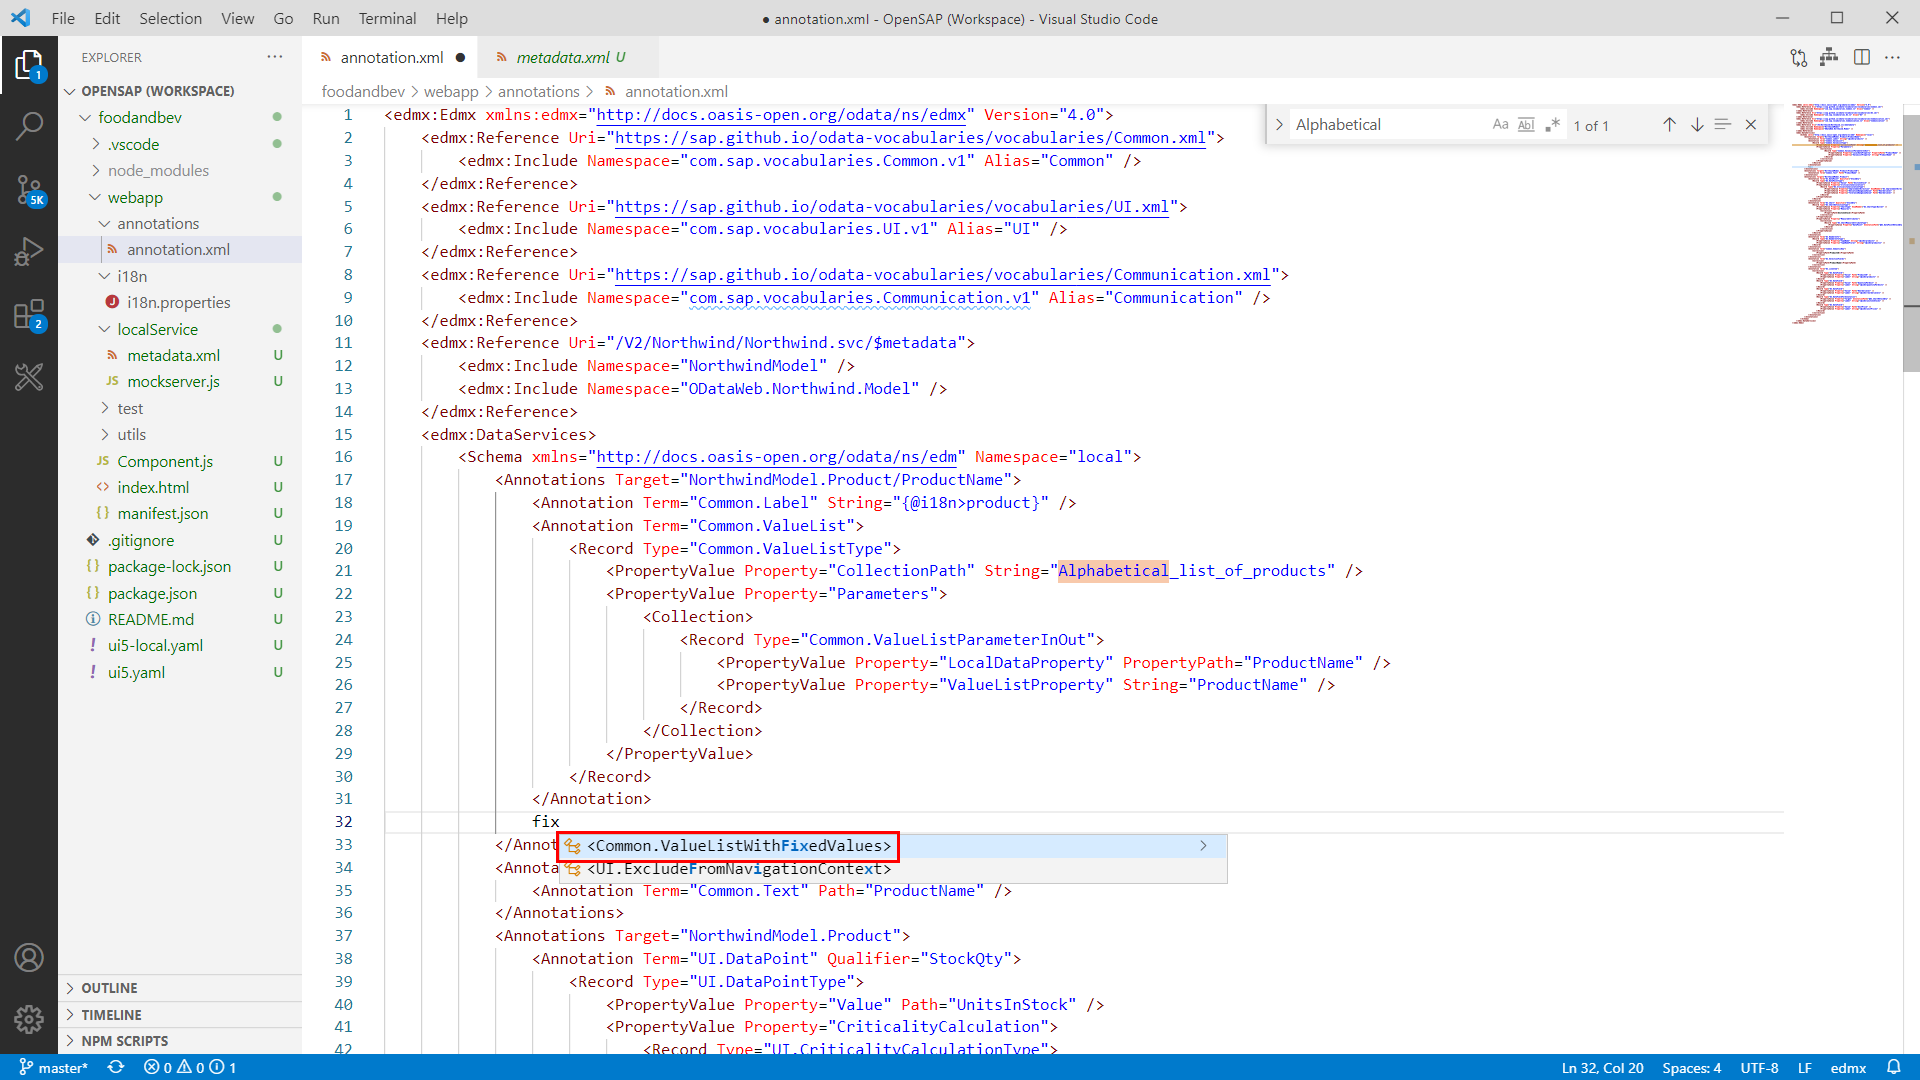 File Edit Selection View Go Run Terminal Help
● annotation.xml - OpenSAP (Workspace) - Visual Studio Code
EXPLORER
OPENSAP (WORKSPACE)
foodandbev
.vscode
node_modules
webapp
annotations
annotation.xml
i18n
i18n.properties
localService
metadata.xml U
mockserver.js U
test
utils
Component.js U
index.html U
manifest.json U
.gitignore U
package-lock.json U
package.json U
README.md U
ui5-local.yaml U
ui5.yaml U
OUTLINE
TIMELINE
NPM SCRIPTS
1
5K
2
annotation.xml ● metadata.xml U
foodandbev > webapp > annotations > annotation.xml
Alphabetical Aa Abl .* 1 of 1
1 <edmx:Edmx xmlns:edmx="http://docs.oasis-open.org/odata/ns/edmx" Version="4.0">
2 <edmx:Reference Uri="https://sap.github.io/odata-vocabularies/vocabularies/Common.xml">
3 <edmx:Include Namespace="com.sap.vocabularies.Common.v1" Alias="Common" />
4 </edmx:Reference>
5 <edmx:Reference Uri="https://sap.github.io/odata-vocabularies/vocabularies/UI.xml">
6 <edmx:Include Namespace="com.sap.vocabularies.UI.v1" Alias="UI" />
7 </edmx:Reference>
8 <edmx:Reference Uri="https://sap.github.io/odata-vocabularies/vocabularies/Communication.xml">
9 <edmx:Include Namespace="com.sap.vocabularies.Communication.v1" Alias="Communication" />
10 </edmx:Reference>
11 <edmx:Reference Uri="/V2/Northwind/Northwind.svc/$metadata">
12 <edmx:Include Namespace="NorthwindModel" />
13 <edmx:Include Namespace="ODataWeb.Northwind.Model" />
14 </edmx:Reference>
15 <edmx:DataServices>
16 <Schema xmlns="http://docs.oasis-open.org/odata/ns/edm" Namespace="local">
17 <Annotations Target="NorthwindModel.Product/ProductName">
18 <Annotation Term="Common.Label" String="{@i18n>product}" />
19 <Annotation Term="Common.ValueList">
20 <Record Type="Common.ValueListType">
21 <PropertyValue Property="CollectionPath" String="Alphabetical_list_of_products" />
22 <PropertyValue Property="Parameters">
23 <Collection>
24 <Record Type="Common.ValueListParameterInOut">
25 <PropertyValue Property="LocalDataProperty" PropertyPath="ProductName" />
26 <PropertyValue Property="ValueListProperty" String="ProductName" />
27 </Record>
28 </Collection>
29 </PropertyValue>
30 </Record>
31 </Annotation>
32 fix
33 </Annot <Common.ValueListWithFixedValues>
34 <Annota <UI.ExcludeFromNavigationContext>
35 <Annotation Term="Common.Text" Path="ProductName" />
36 </Annotations>
37 <Annotations Target="NorthwindModel.Product">
38 <Annotation Term="UI.DataPoint" Qualifier="StockQty">
39 <Record Type="UI.DataPointType">
40 <PropertyValue Property="Value" Path="UnitsInStock" />
41 <PropertyValue Property="CriticalityCalculation">
42 <Record Type="UI.CriticalityCalculationType">
master* 0 0 1 Ln 32, Col 20 Spaces: 4 UTF-8 LF edmx